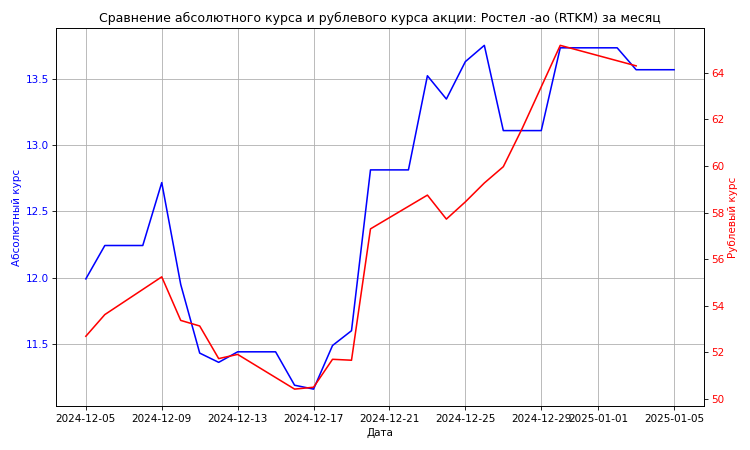 Сравнение абсолютного курса и рублевого курса акции: Ростел -ао (RTKM) за месяц
13.5
13.0
12.5
12.0
11.5
Абсолютный курс
64
62
60
58
56
54
52
50
Рублевый курс
2024-12-05 2024-12-09 2024-12-13 2024-12-17 2024-12-21 2024-12-25 2024-12-29 2025-01-01 2025-01-05
Дата